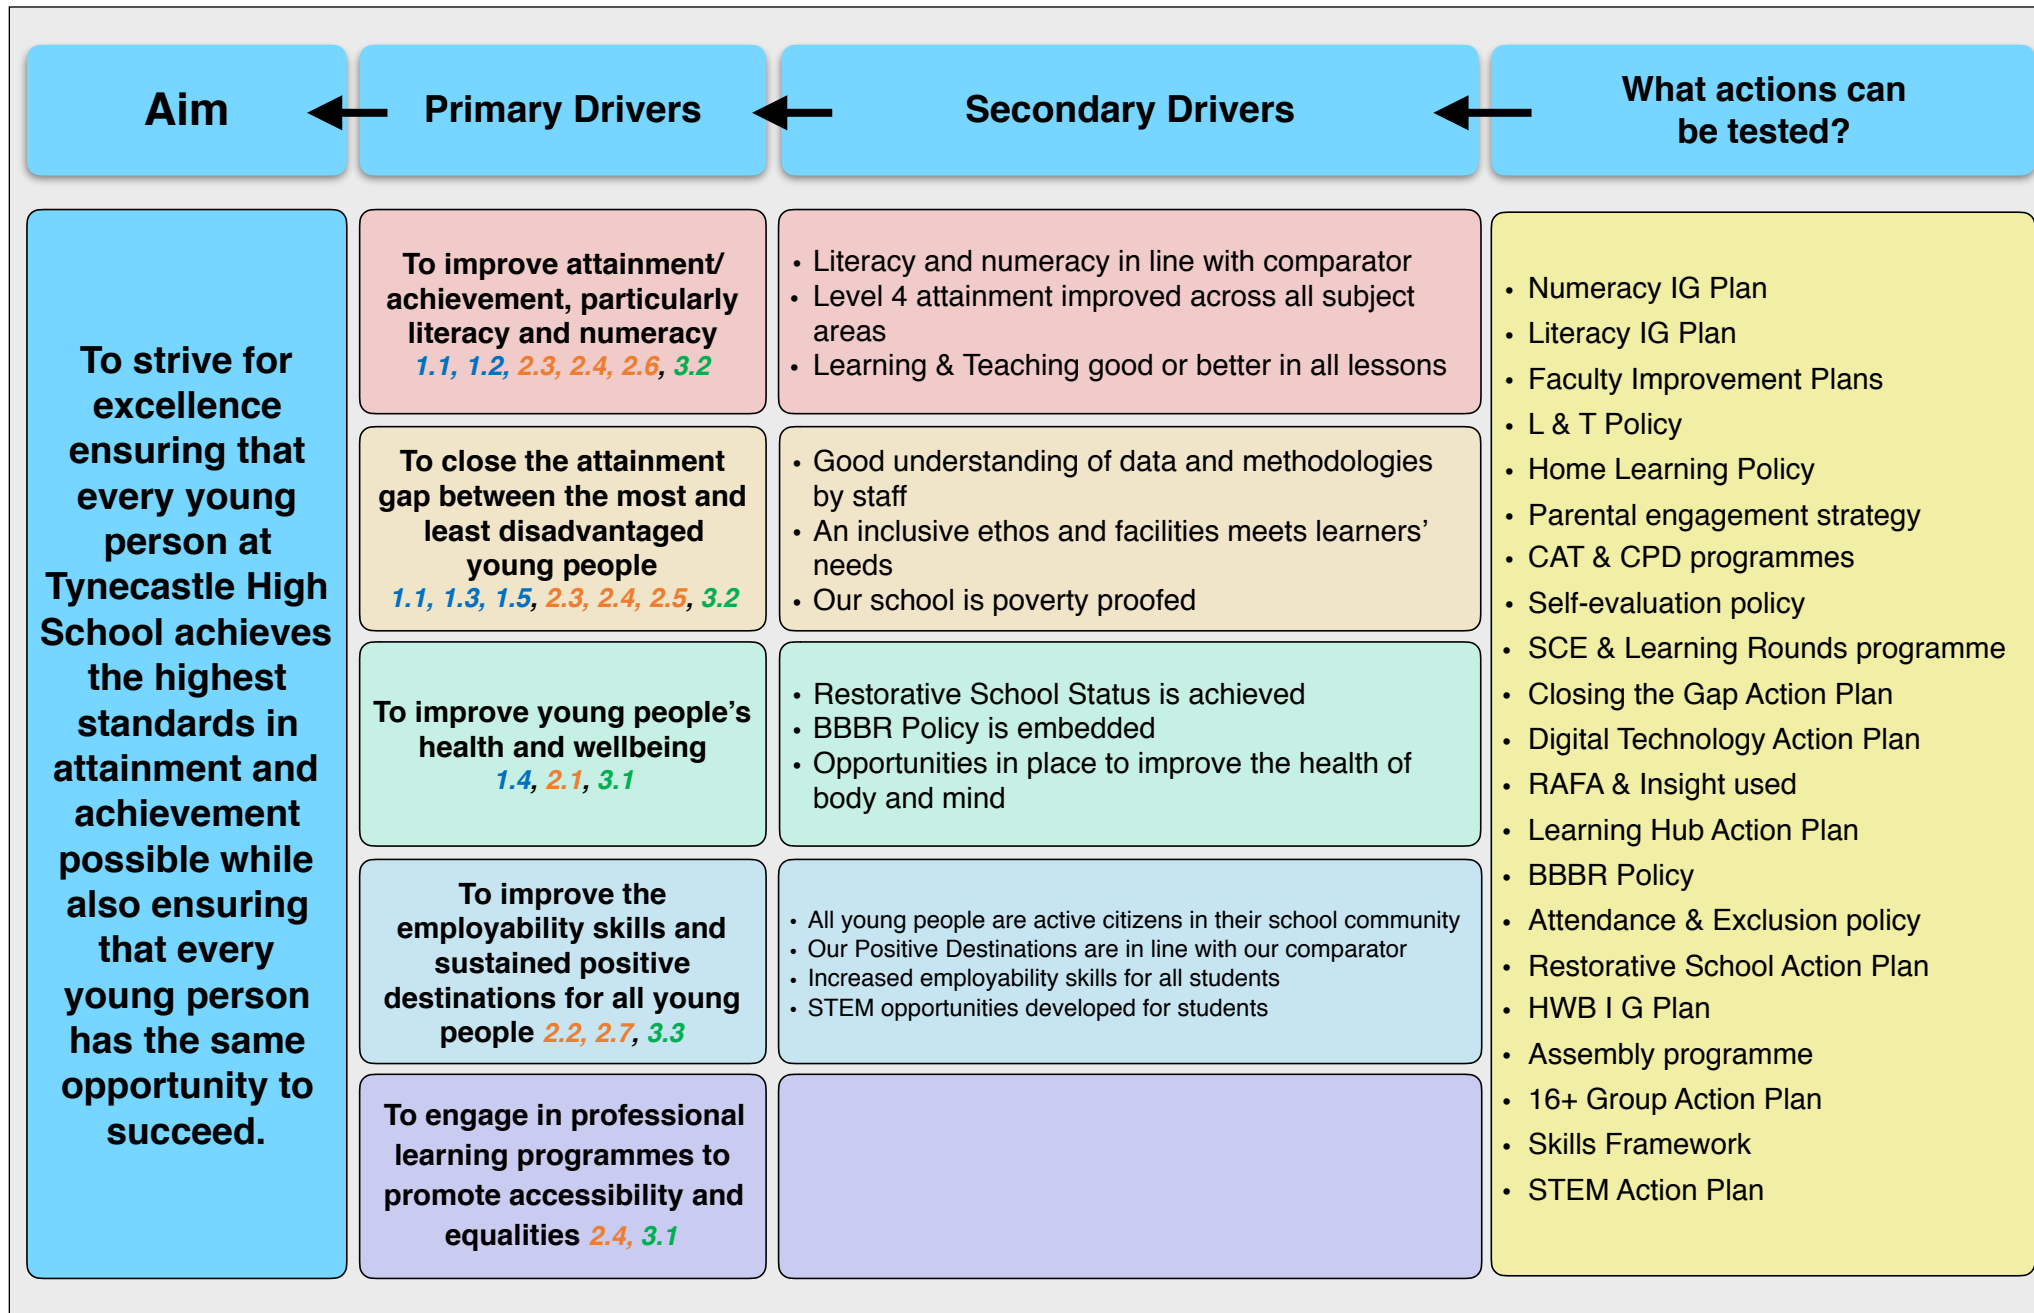 Aim
Primary Drivers
Secondary Drivers
What actions can
be tested?
To strive for
excellence
ensuring that
every young
person at
Tynecastle High
School achieves
the highest
standards in
attainment and
achievement
possible while
also ensuring
that every
young person
has the same
opportunity to
succeed.
To improve attainment/
achievement, particularly
literacy and numeracy
1.1, 1.2, 2.3, 2.4, 2.6, 3.2
• Literacy and numeracy in line with comparator
• Level 4 attainment improved across all subject
areas
• Learning & Teaching good or better in all lessons
To close the attainment
gap between the most and
least disadvantaged
young people
1.1, 1.3, 1.5, 2.3, 2.4, 2.5, 3.2
• Good understanding of data and methodologies
by staff
• An inclusive ethos and facilities meets learners’
needs
• Our school is poverty proofed
To improve young people’s
health and wellbeing
1.4, 2.1, 3.1
• Restorative School Status is achieved
• BBBR Policy is embedded
• Opportunities in place to improve the health of
body and mind
To improve the
employability skills and
sustained positive
destinations for all young
people 2.2, 2.7, 3.3
• All young people are active citizens in their school community
• Our Positive Destinations are in line with our comparator
• Increased employability skills for all students
• STEM opportunities developed for students
To engage in professional
learning programmes to
promote accessibility and
equalities 2.4, 3.1
• Numeracy IG Plan
• Literacy IG Plan
• Faculty Improvement Plans
• L & T Policy
• Home Learning Policy
• Parental engagement strategy
• CAT & CPD programmes
• Self-evaluation policy
• SCE & Learning Rounds programme
• Closing the Gap Action Plan
• Digital Technology Action Plan
• RAFA & Insight used
• Learning Hub Action Plan
• BBBR Policy
• Attendance & Exclusion policy
• Restorative School Action Plan
• HWB I G Plan
• Assembly programme
• 16+ Group Action Plan
• Skills Framework
• STEM Action Plan